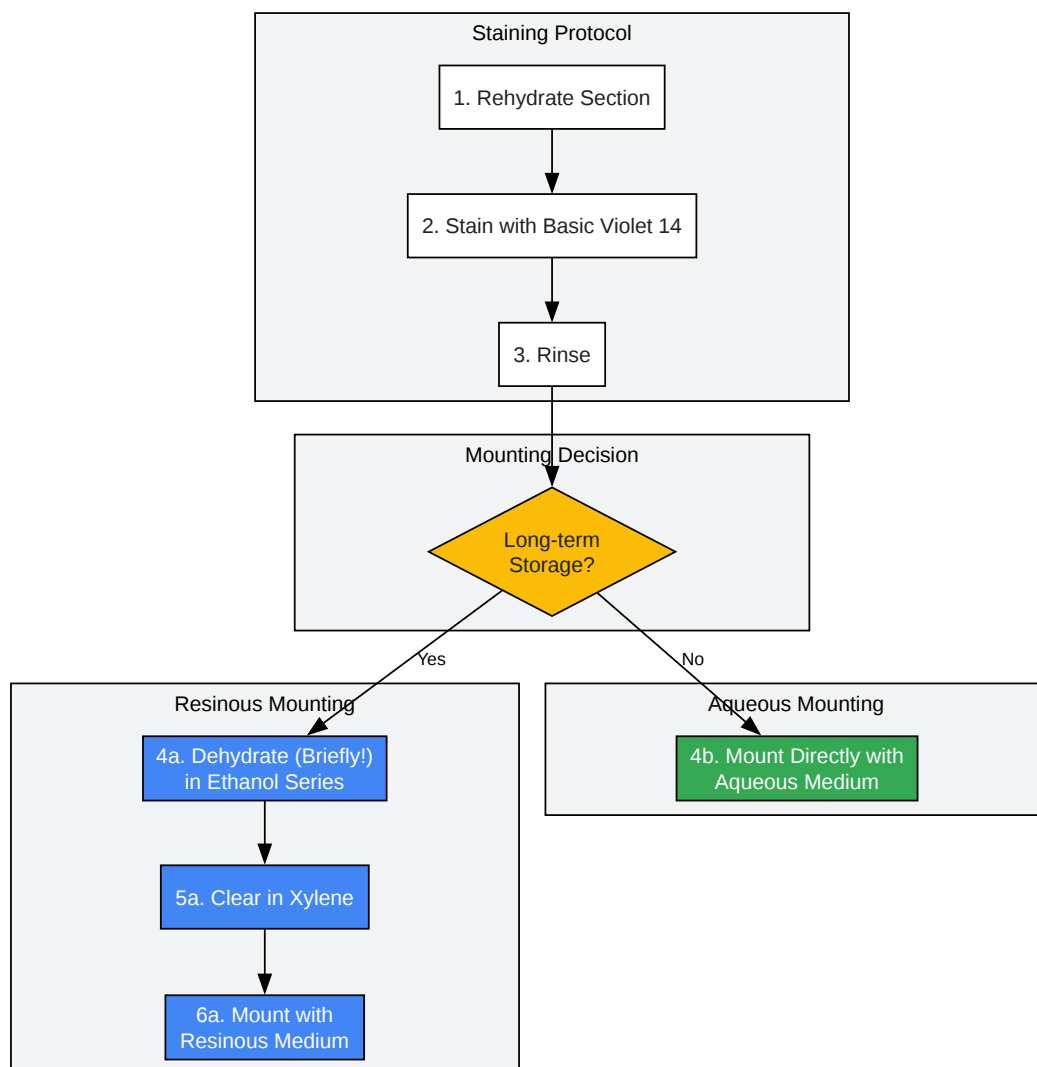 Staining Protocol
1. Rehydrate Section
2. Stain with Basic Violet 14
3. Rinse
Mounting Decision
Long-term
Storage?
Yes
No
Resinous Mounting
4a. Dehydrate (Briefly!)
in Ethanol Series
5a. Clear in Xylene
6a. Mount with
Resinous Medium
Aqueous Mounting
4b. Mount Directly with
Aqueous Medium